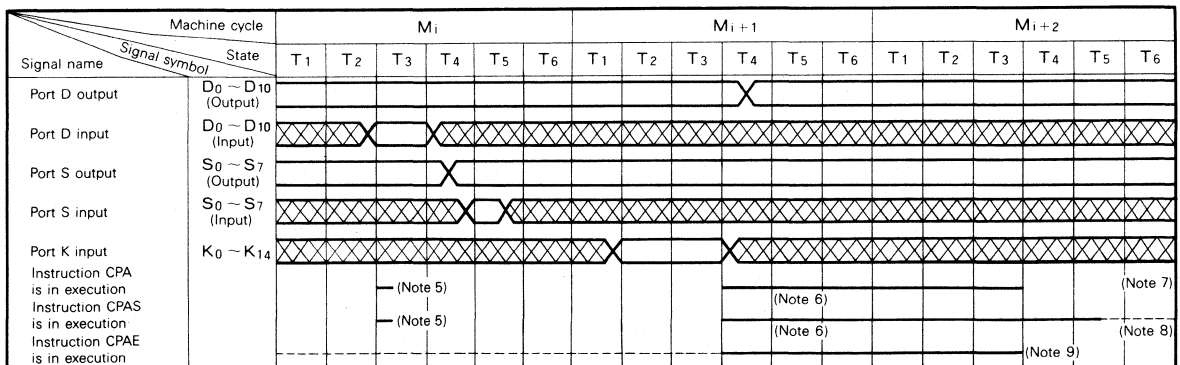 Machine cycle Mi Mi+1 Mi+2
Signal name Signal symbol State T1 T2 T3 T4 T5 T6 T1 T2 T3 T4 T5 T6 T1 T2 T3 T4 T5 T6
Port D output D0 ~ D10
(Output)
Port D input D0 ~ D10
(Input)
Port S output S0 ~ S7
(Output)
Port S input S0 ~ S7
(Input)
Port K input K0 ~ K14
Instruction CPA
is in execution (Note 5) (Note 6) (Note 7)
Instruction CPAS
is in execution (Note 5) (Note 6) (Note 8)
Instruction CPAE
is in execution (Note 9)